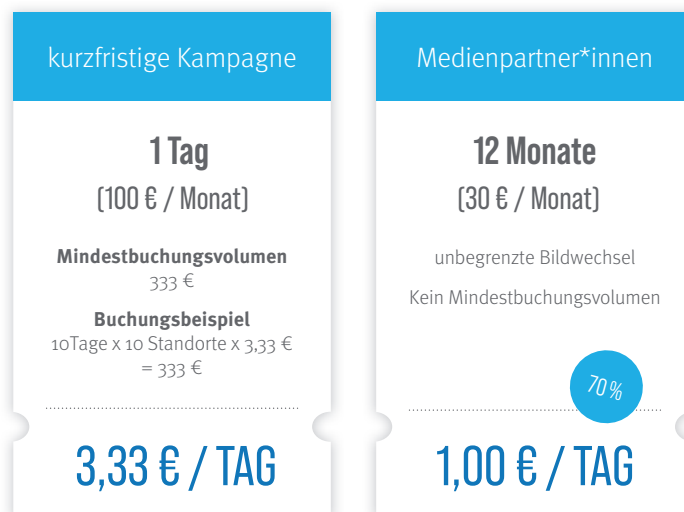 kurzfristige Kampagne
1 Tag
(100 € / Monat)
Mindestbuchungsvolumen
333 €
Buchungsbeispiel
10Tage x 10 Standorte x 3,33 €
= 333 €
3,33 € / TAG
Medienpartner*innen
12 Monate
(30 € / Monat)
unbegrenzte Bildwechsel
Kein Mindestbuchungsvolumen
70 %
1,00 € / TAG